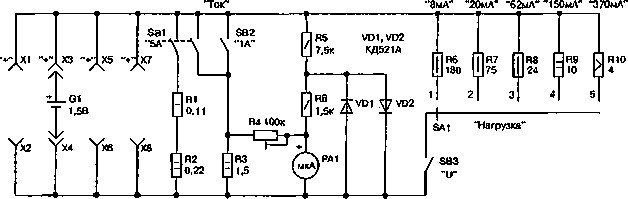 "Ток"
"8мА" "20мА" "62мА" "150мА" "370мА"
"+" X1 "+" X3 "+" X5 "+" X7
Sa1 "5А"
SB2 "1А"
R5 7,5к
VD1, VD2 КД521А
R6 180
R7 75
R8 24
R9 10
R10 4
+ G1 1,5В
R1 0,11
R6 1,5к
VD1
VD2
1 2 3 4 5
SA1 "Нагрузка"
R4 100к
X2 X4 X6 X8
R2 0,22
R3 1,5
+ мкА PA1
SB3 "U"